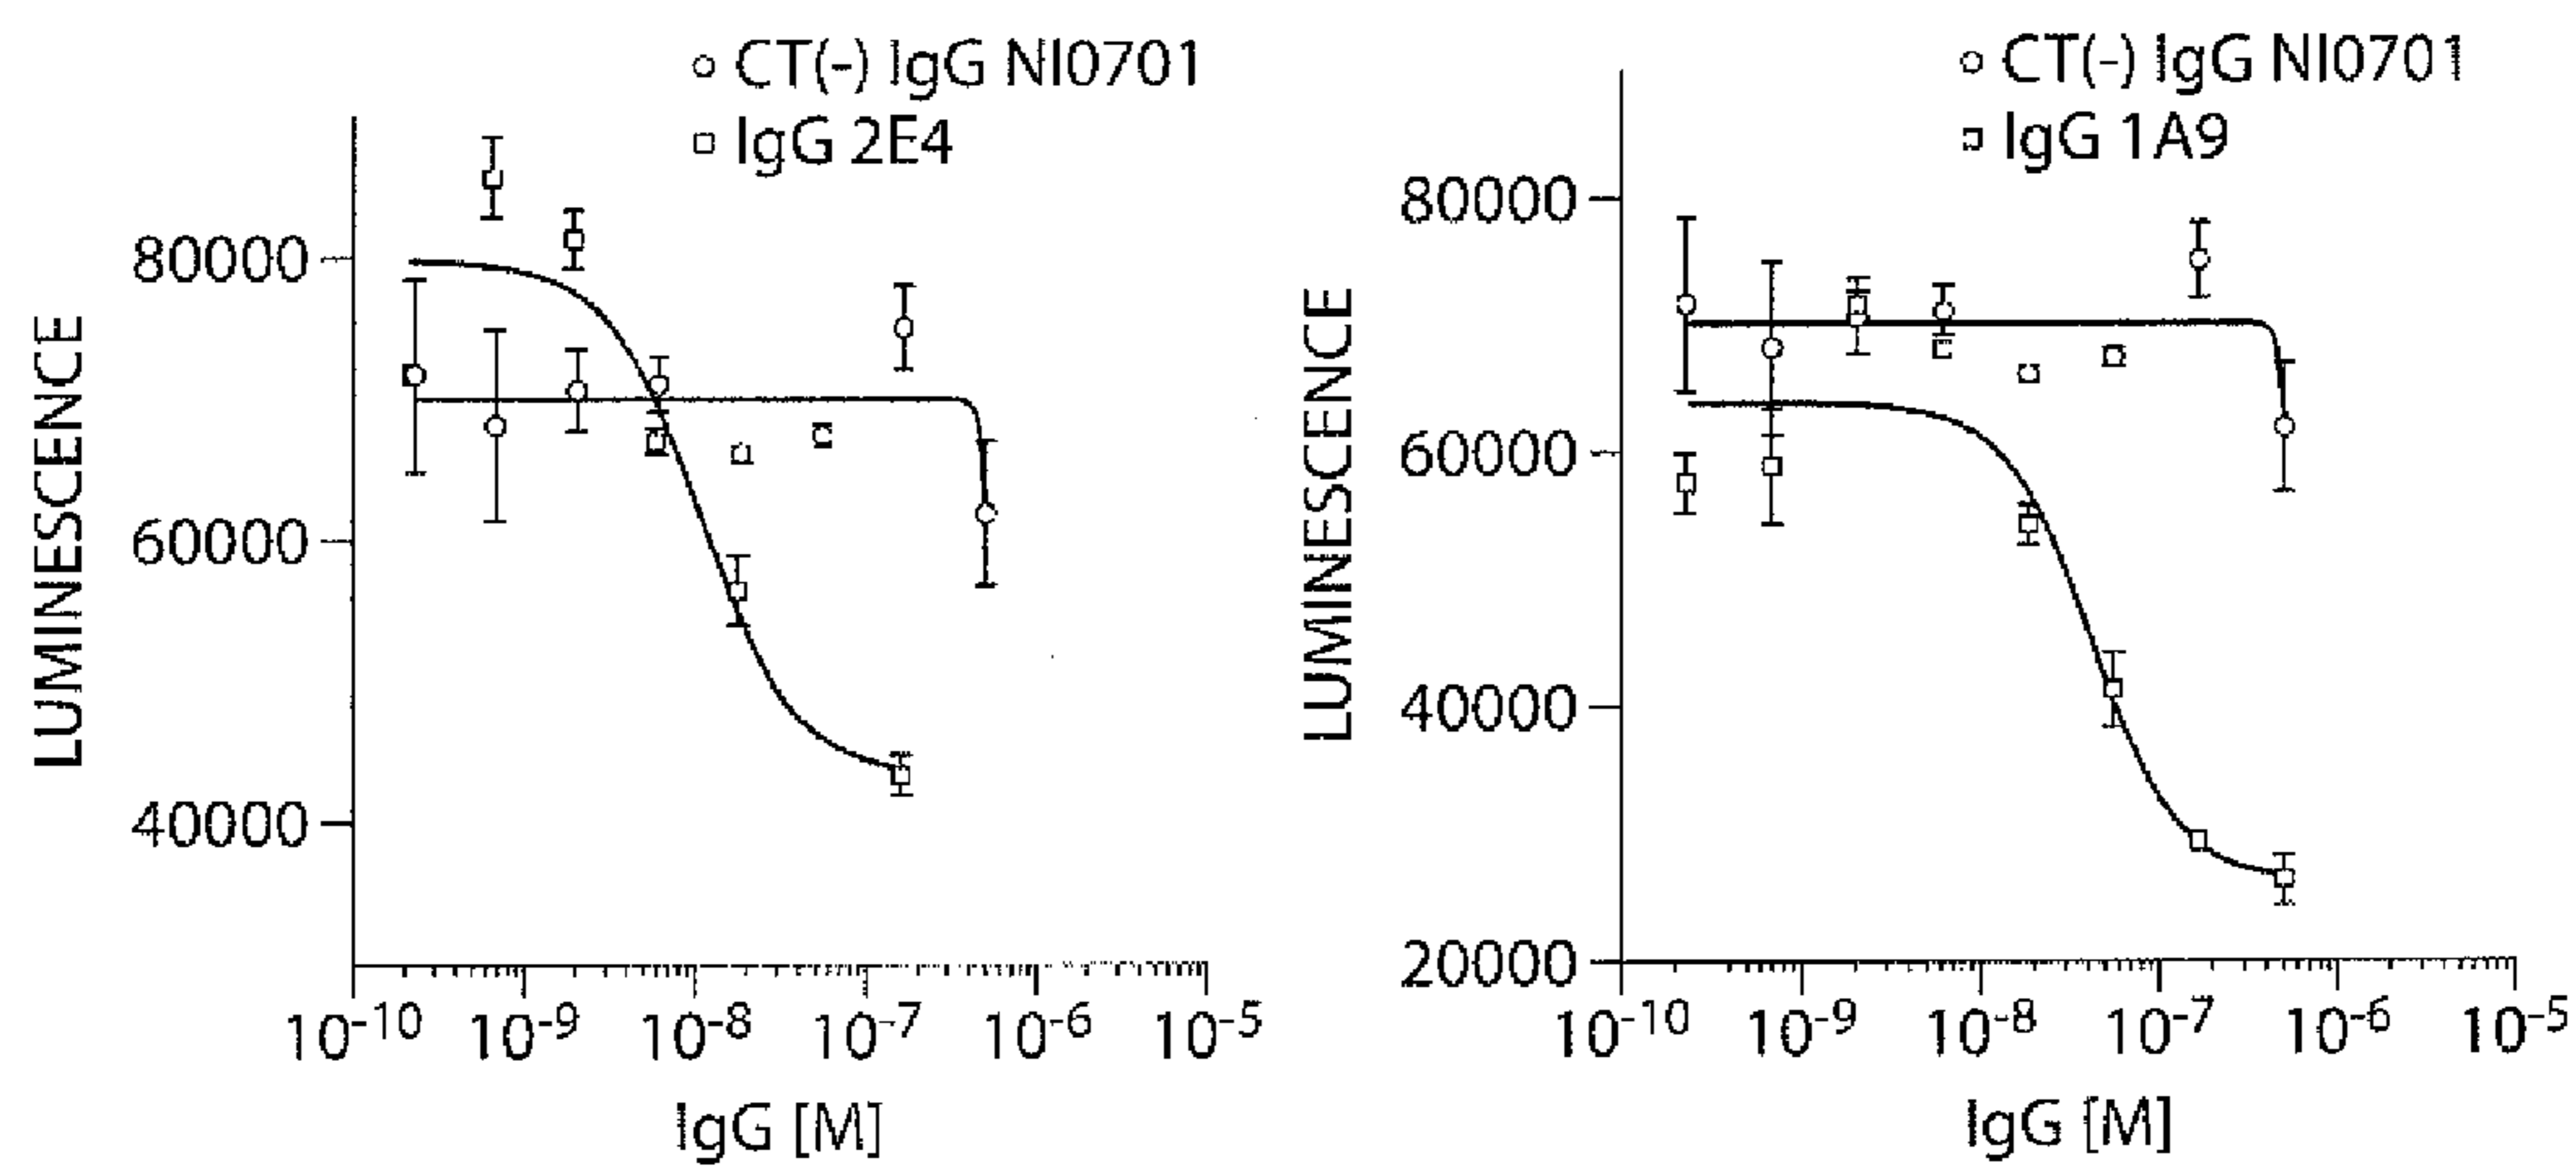 ○ CT(-) IgG NI0701
□ IgG 2E4
LUMINESCENCE
80000
60000
40000
10-10 10-9 10-8 10-7 10-6 10-5
IgG [M]
○ CT(-) IgG NI0701
□ IgG 1A9
LUMINESCENCE
80000
60000
40000
20000
10-10 10-9 10-8 10-7 10-6 10-5
IgG [M]